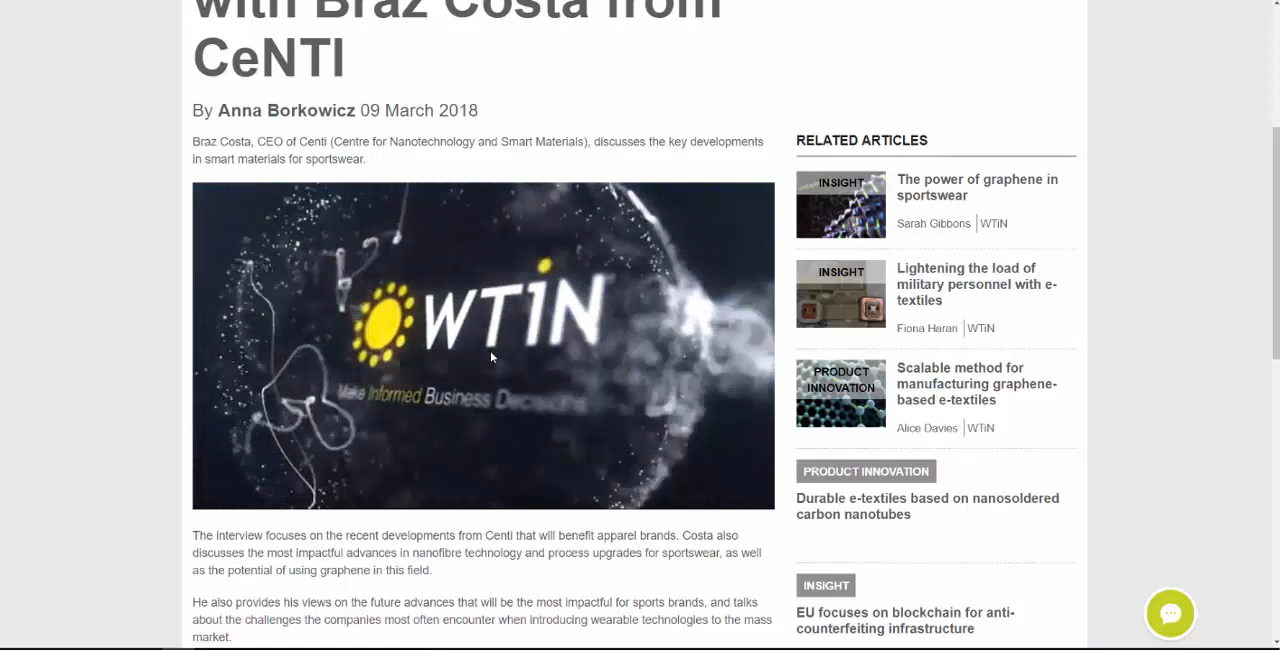 with Braz Costa from
CeNTI
By Anna Borkowicz 09 March 2018
Braz Costa, CEO of Centi (Centre for Nanotechnology and Smart Materials), discusses the key developments
in smart materials for sportswear.
WTiN
Make Informed Business Decisions
The interview focuses on the recent developments from Centi that will benefit apparel brands. Costa also
discusses the most impactful advances in nanofibre technology and process upgrades for sportswear, as well
as the potential of using graphene in this field.
He also provides his views on the future advances that will be the most impactful for sports brands, and talks
about the challenges the companies most often encounter when introducing wearable technologies to the mass
market.
RELATED ARTICLES
INSIGHT
The power of graphene in
sportswear
Sarah Gibbons | WTiN
INSIGHT
Lightening the load of
military personnel with e-
textiles
Fiona Haran | WTiN
PRODUCT
INNOVATION
Scalable method for
manufacturing graphene-
based e-textiles
Alice Davies | WTiN
PRODUCT INNOVATION
Durable e-textiles based on nanosoldered
carbon nanotubes
INSIGHT
EU focuses on blockchain for anti-
counterfeiting infrastructure